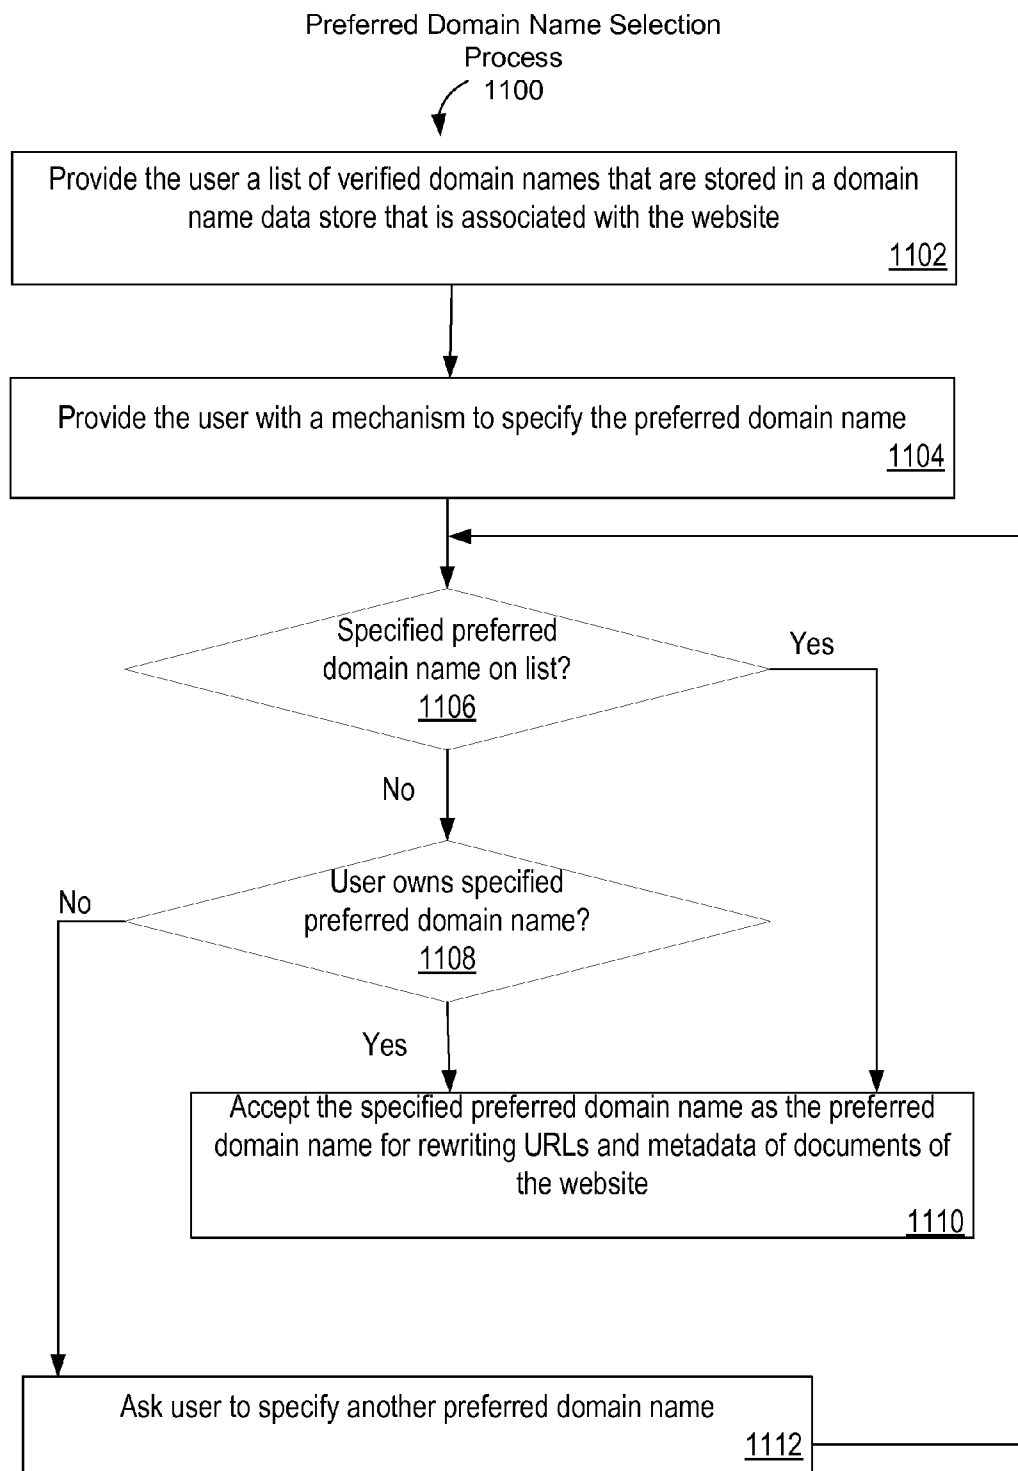 Preferred Domain Name Selection
Process
1100
Provide the user a list of verified domain names that are stored in a domain
name data store that is associated with the website
1102
Provide the user with a mechanism to specify the preferred domain name
1104
Specified preferred
domain name on list?
1106
Yes
No
User owns specified
preferred domain name?
1108
No
Yes
Accept the specified preferred domain name as the preferred
domain name for rewriting URLs and metadata of documents of
the website
1110
Ask user to specify another preferred domain name
1112